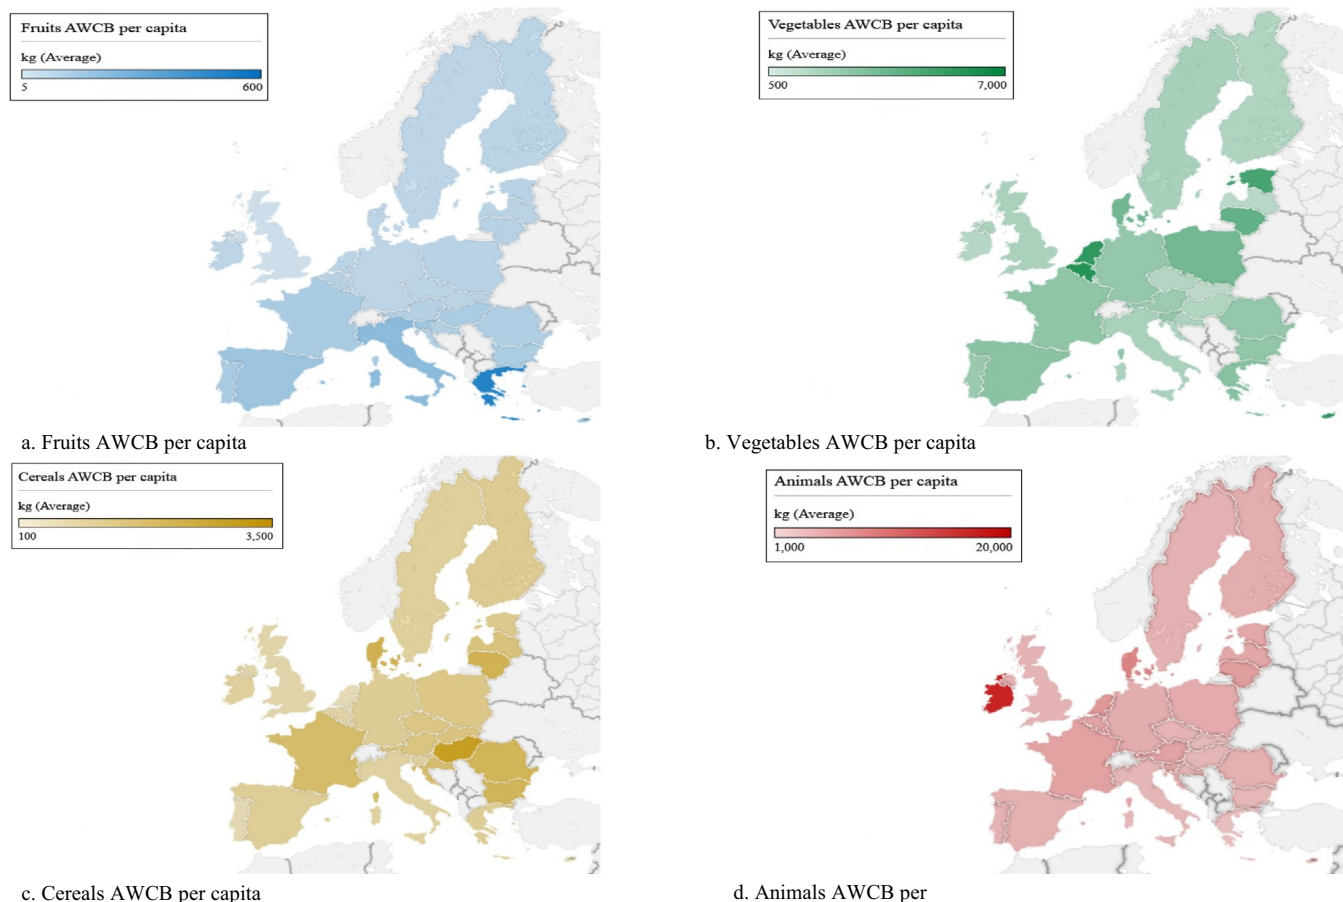 Fruits AWCB per capita
kg (Average)
5 600
Vegetables AWCB per capita
kg (Average)
500 7,000
a. Fruits AWCB per capita
b. Vegetables AWCB per capita
Cereals AWCB per capita
kg (Average)
100 3,500
Animals AWCB per capita
kg (Average)
1,000 20,000
c. Cereals AWCB per capita
d. Animals AWCB per